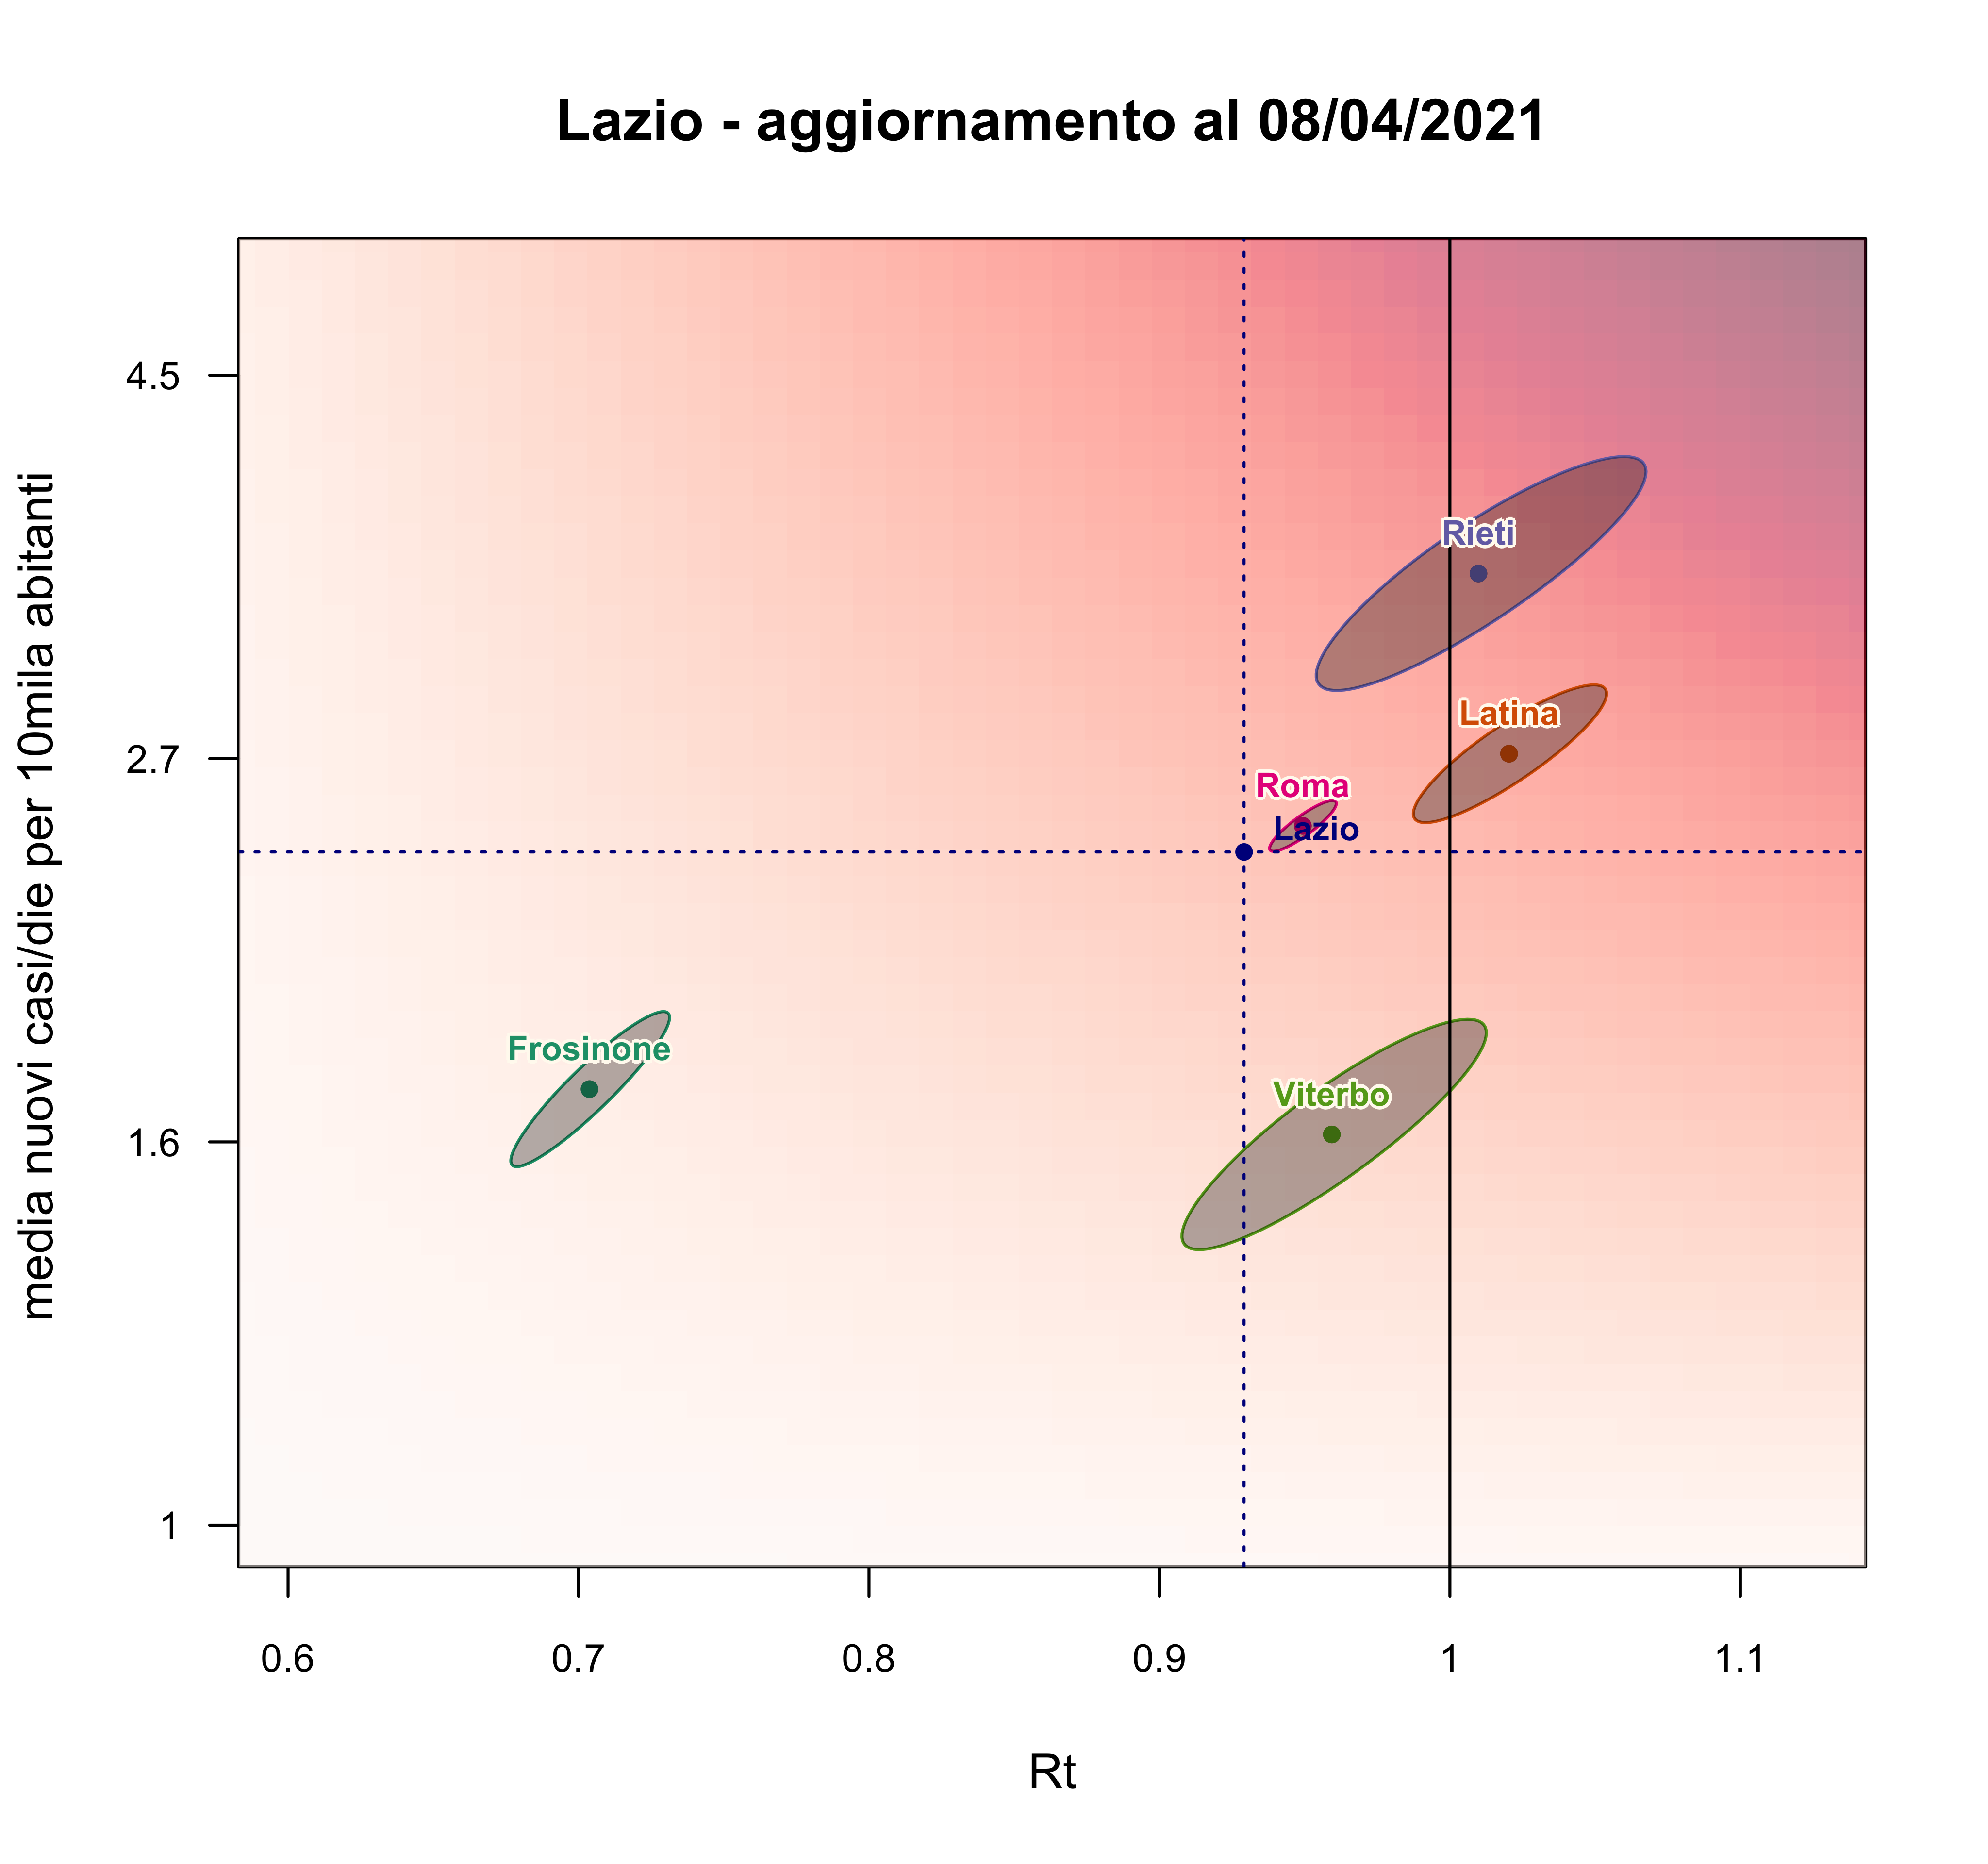 Lazio - aggiornamento al 08/04/2021
media nuovi casi/die per 10mila abitanti
4.5
2.7
1.6
1
Rieti
Latina
Roma
Lazio
Frosinone
Viterbo
0.6 0.7 0.8 0.9 1 1.1
Rt